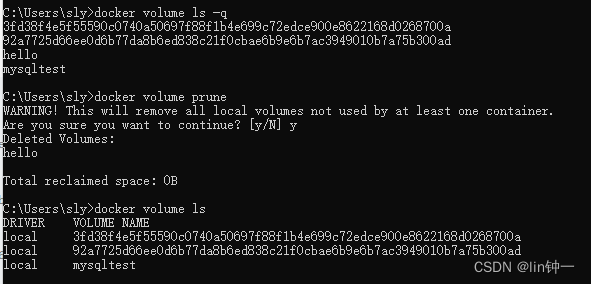 C:\Users\sly>docker volume ls -q
3fd38f4e5f55590c0740a50697f88f1b4e699c72edce900e8622168d0268700a
92a7725d66ee0d6b77da8b6ed838c21f0cbae6b9e6b7ac3949010b7a75b300ad
hello
mysqltest
C:\Users\sly>docker volume prune
WARNING! This will remove all local volumes not used by at least one container.
Are you sure you want to continue? [y/N] y
Deleted Volumes:
hello
Total reclaimed space: 0B
C:\Users\sly>docker volume ls
DRIVER    VOLUME NAME
local     3fd38f4e5f55590c0740a50697f88f1b4e699c72edce900e8622168d0268700a
local     92a7725d66ee0d6b77da8b6ed838c21f0cbae6b9e6b7ac3949010b7a75b300ad
local     mysqltest
CSDN @lin钟一